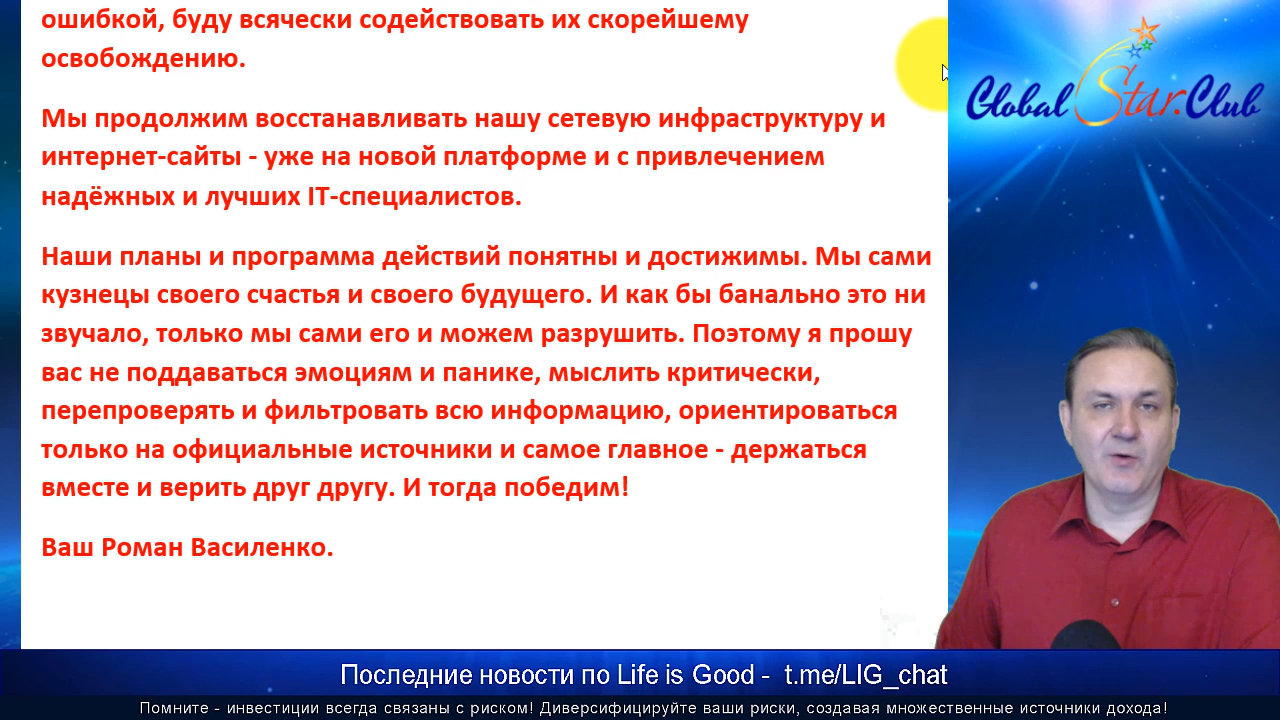 ошибкой, буду всячески содействовать их скорейшему
освобождению.
Мы продолжим восстанавливать нашу сетевую инфраструктуру и
интернет-сайты - уже на новой платформе и с привлечением
надёжных и лучших IT-специалистов.
Наши планы и программа действий понятны и достижимы. Мы сами
кузнецы своего счастья и своего будущего. И как бы банально это ни
звучало, только мы сами его и можем разрушить. Поэтому я прошу
вас не поддаваться эмоциям и панике, мыслить критически,
перепроверять и фильтровать всю информацию, ориентироваться
только на официальные источники и самое главное - держаться
вместе и верить друг другу. И тогда победим!
Ваш Роман Василенко.
Global Star.Club
Последние новости по Life is Good - t.me/LIG_chat
Помните - инвестиции всегда связаны с риском! Диверсифицируйте ваши риски, создавая множественные источники дохода!